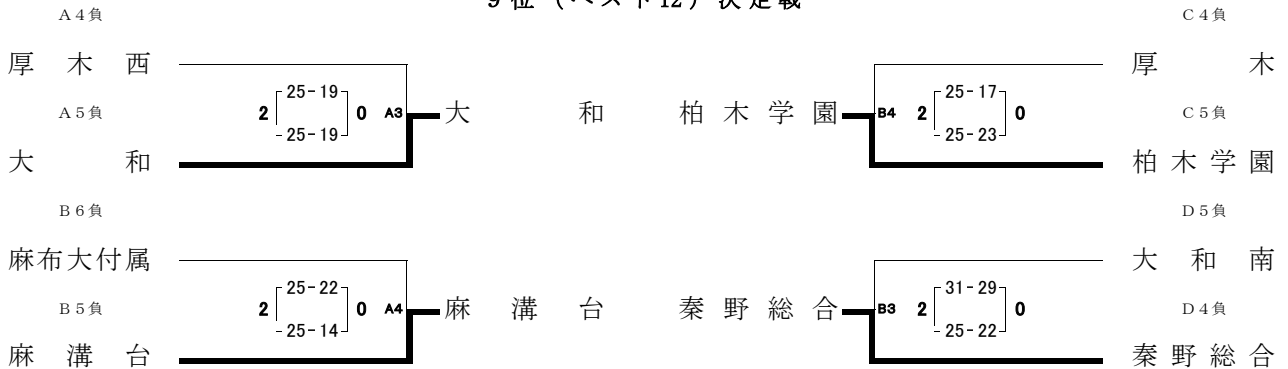 9 位 (ベスト12) 決定戦
A4負
厚木西
A5負
大和
2 25-19 25-19 0 A3
大和
B6負
麻布大付属
B5負
麻溝台
2 25-22 25-14 0 A4
麻溝台
C4負
厚木
C5負
柏木学園
柏木学園
B4 2 25-17 25-23 0
D5負
大和南
D4負
秦野総合
秦野総合
B3 2 31-29 25-22 0